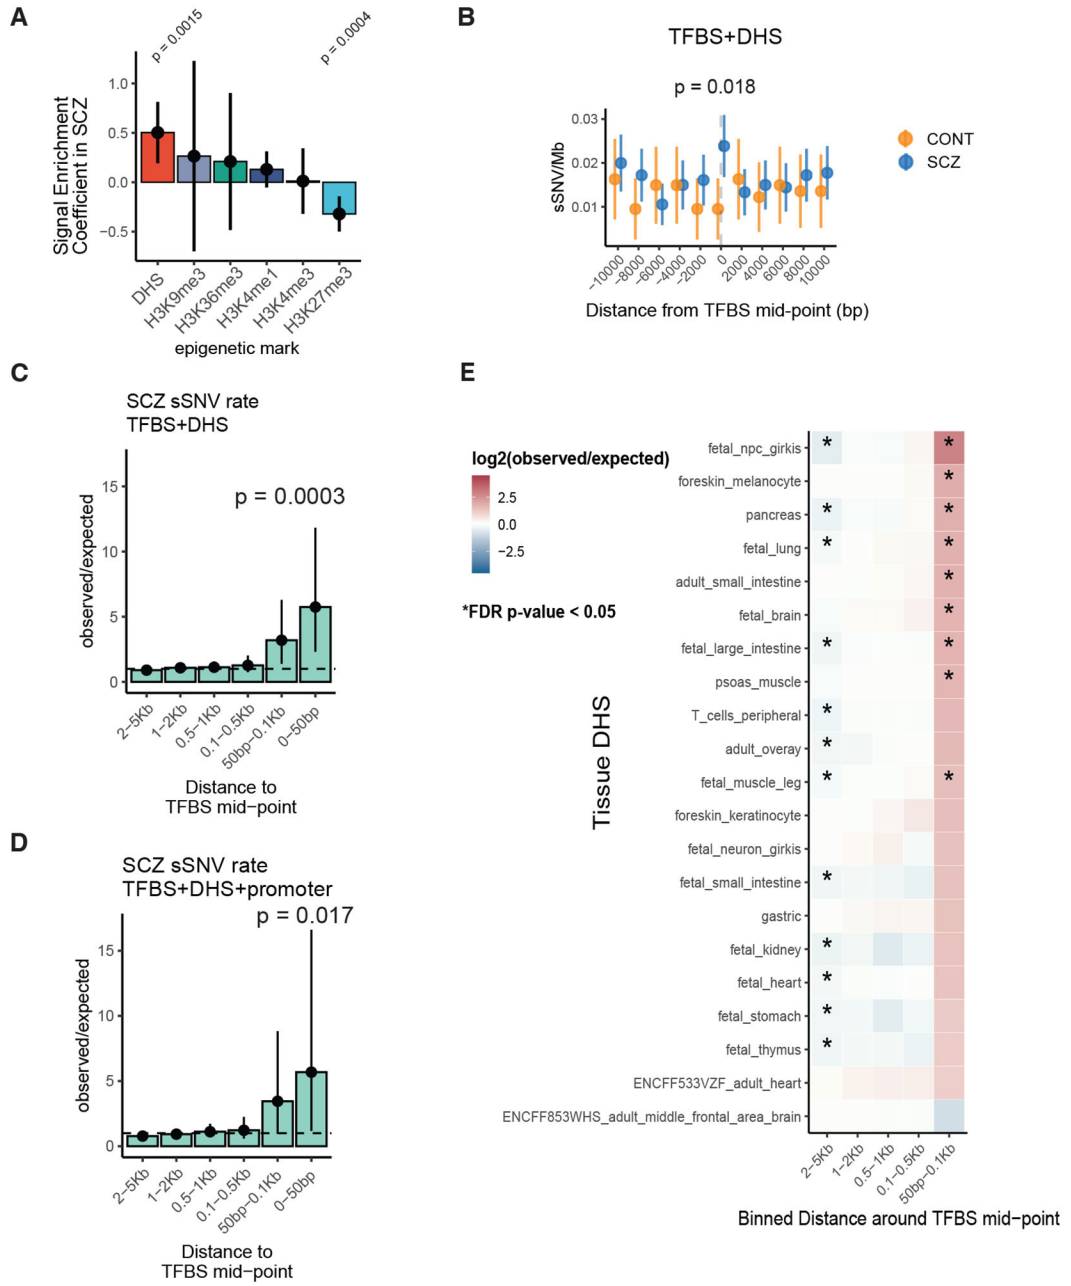 A
p = 0.0015
p = 0.0004
Signal Enrichment
Coefficient in SCZ
1.0
0.5
0.0
−0.5
DHS
H3K9me3
H3K36me3
H3K4me1
H3K4me3
H3K27me3
epigenetic mark
B
TFBS+DHS
p = 0.018
sSNV/Mb
0.03
0.02
0.01
−10000
−8000
−6000
−4000
−2000
0
2000
4000
6000
8000
10000
Distance from TFBS mid−point (bp)
CONT
SCZ
C
SCZ sSNV rate
TFBS+DHS
p = 0.0003
observed/expected
15
10
5
0
2−5Kb
1−2Kb
0.5−1Kb
0.1−0.5Kb
50bp−0.1Kb
0−50bp
Distance to
TFBS mid−point
D
SCZ sSNV rate
TFBS+DHS+promoter
p = 0.017
observed/expected
15
10
5
0
2−5Kb
1−2Kb
0.5−1Kb
0.1−0.5Kb
50bp−0.1Kb
0−50bp
Distance to
TFBS mid−point
E
log2(observed/expected)
2.5
0.0
−2.5
*FDR p-value < 0.05
Tissue DHS
fetal_npc_girkis * *
foreskin_melanocyte *
pancreas * *
fetal_lung * *
adult_small_intestine *
fetal_brain *
fetal_large_intestine * *
psoas_muscle *
T_cells_peripheral *
adult_overay *
fetal_muscle_leg * *
foreskin_keratinocyte
fetal_neuron_girkis
fetal_small_intestine *
gastric
fetal_kidney *
fetal_heart *
fetal_stomach *
fetal_thymus *
ENCFF533VZF_adult_heart
ENCFF853WHS_adult_middle_frontal_area_brain
2−5Kb
1−2Kb
0.5−1Kb
0.1−0.5Kb
50bp−0.1Kb
Binned Distance around TFBS mid−point